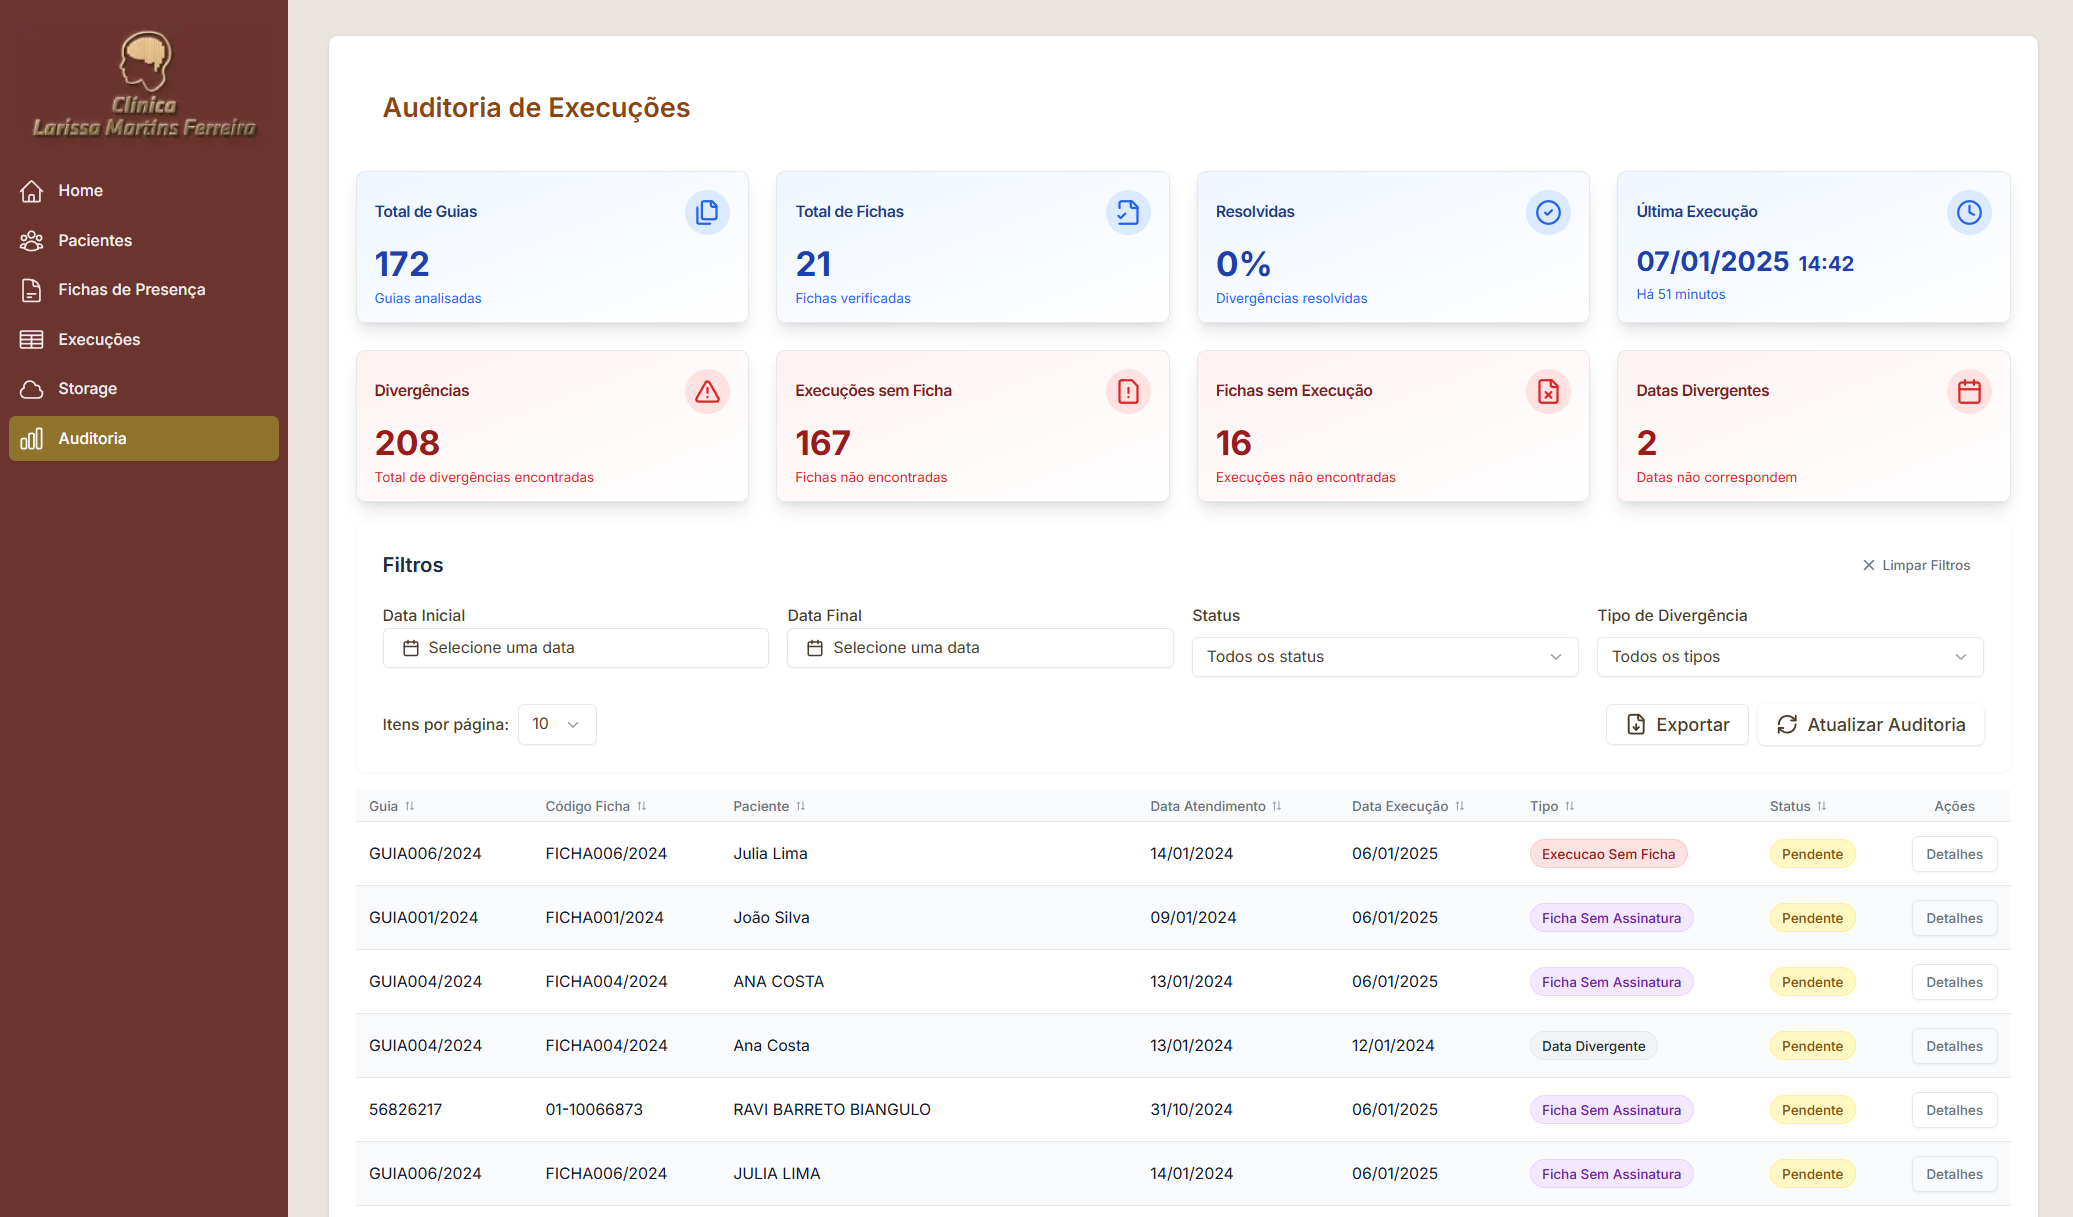 Clínica
Larissa Martins Ferreira
Home
Pacientes
Fichas de Presença
Execuções
Storage
Auditoria
Auditoria de Execuções
Total de Guias
172
Guias analisadas
Total de Fichas
21
Fichas verificadas
Resolvidas
0%
Divergências resolvidas
Última Execução
07/01/2025 14:42
Há 51 minutos
Divergências
208
Total de divergências encontradas
Execuções sem Ficha
167
Fichas não encontradas
Fichas sem Execução
16
Execuções não encontradas
Datas Divergentes
2
Datas não correspondem
Filtros
Limpar Filtros
Data Inicial
Selecione uma data
Data Final
Selecione uma data
Status
Todos os status
Tipo de Divergência
Todos os tipos
Itens por página: 10
Exportar
Atualizar Auditoria
Guia Código Ficha Paciente Data Atendimento Data Execução Tipo Status Ações
GUIA006/2024 FICHA006/2024 Julia Lima 14/01/2024 06/01/2025 Execucao Sem Ficha Pendente Detalhes
GUIA001/2024 FICHA001/2024 João Silva 09/01/2024 06/01/2025 Ficha Sem Assinatura Pendente Detalhes
GUIA004/2024 FICHA004/2024 ANA COSTA 13/01/2024 06/01/2025 Ficha Sem Assinatura Pendente Detalhes
GUIA004/2024 FICHA004/2024 Ana Costa 13/01/2024 12/01/2024 Data Divergente Pendente Detalhes
56826217 01-10066873 RAVI BARRETO BIANGULO 31/10/2024 06/01/2025 Ficha Sem Assinatura Pendente Detalhes
GUIA006/2024 FICHA006/2024 JULIA LIMA 14/01/2024 06/01/2025 Ficha Sem Assinatura Pendente Detalhes